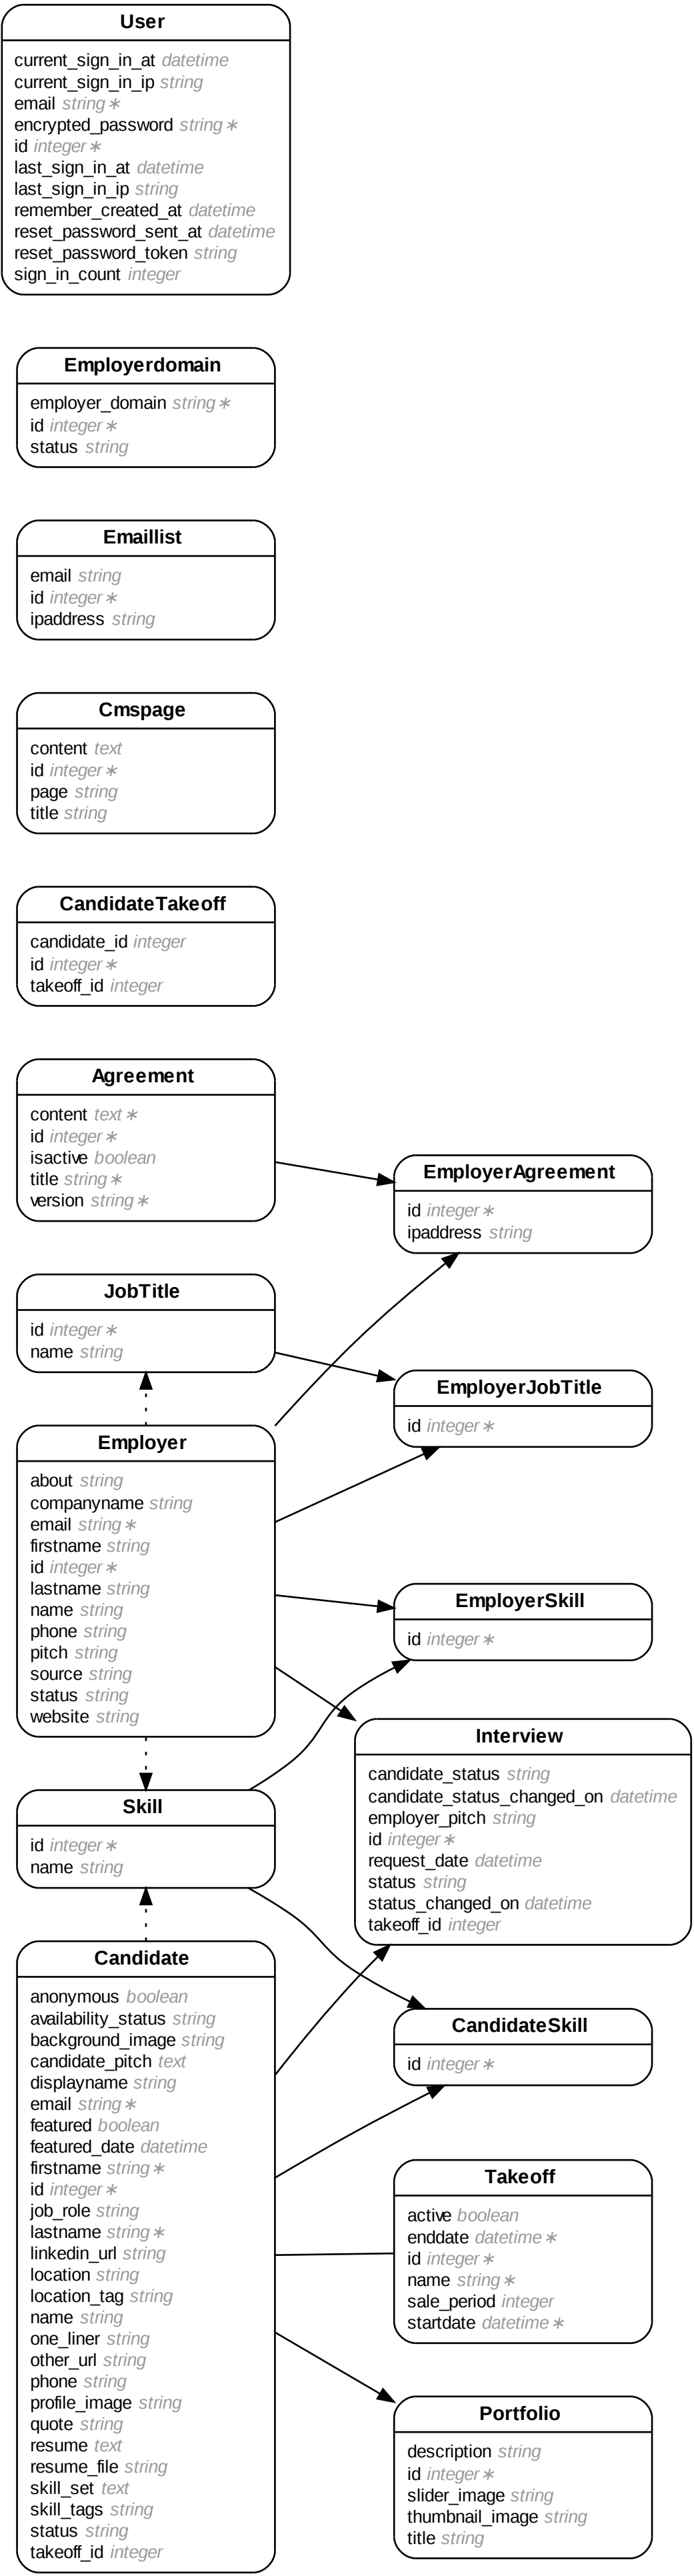 User
current_sign_in_at datetime
current_sign_in_ip string
email string∗
encrypted_password string∗
id integer∗
last_sign_in_at datetime
last_sign_in_ip string
remember_created_at datetime
reset_password_sent_at datetime
reset_password_token string
sign_in_count integer
Employerdomain
employer_domain string∗
id integer∗
status string
Emaillist
email string
id integer∗
ipaddress string
Cmspage
content text
id integer∗
page string
title string
CandidateTakeoff
candidate_id integer
id integer∗
takeoff_id integer
Agreement
content text∗
id integer∗
isactive boolean
title string∗
version string∗
EmployerAgreement
id integer∗
ipaddress string
JobTitle
id integer∗
name string
EmployerJobTitle
id integer∗
Employer
about string
companyname string
email string∗
firstname string
id integer∗
lastname string
name string
phone string
pitch string
source string
status string
website string
EmployerSkill
id integer∗
Interview
candidate_status string
candidate_status_changed_on datetime
employer_pitch string
id integer∗
request_date datetime
status string
status_changed_on datetime
takeoff_id integer
Skill
id integer∗
name string
Candidate
anonymous boolean
availability_status string
background_image string
candidate_pitch text
displayname string
email string∗
featured boolean
featured_date datetime
firstname string∗
id integer∗
job_role string
lastname string∗
linkedin_url string
location string
location_tag string
name string
one_liner string
other_url string
phone string
profile_image string
quote string
resume text
resume_file string
skill_set text
skill_tags string
status string
takeoff_id integer
CandidateSkill
id integer∗
Takeoff
active boolean
enddate datetime∗
id integer∗
name string∗
sale_period integer
startdate datetime∗
Portfolio
description string
id integer∗
slider_image string
thumbnail_image string
title string